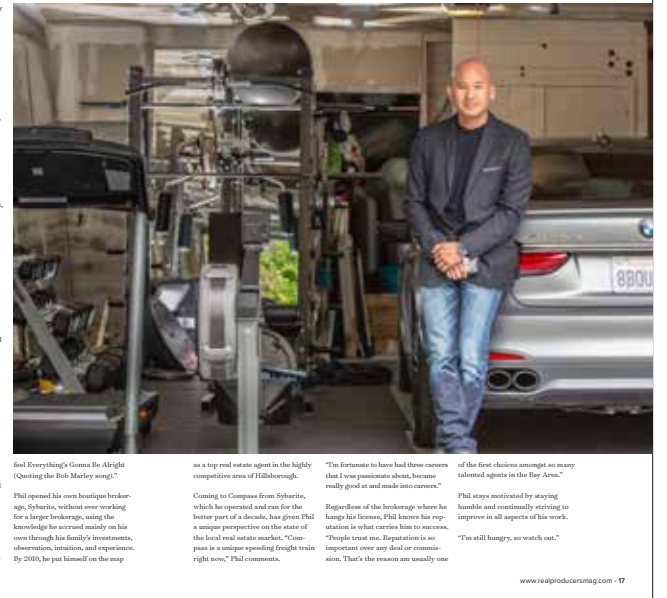 8B0U
feel Everything's Gonna Be Alright
(Quoting the Bob Marley song)."
Phil opened his own boutique broker-
age, Sybarite, without ever working
for a larger brokerage, using the
knowledge he accrued mainly on his
own through his family's investments,
observation, intuition, and experience.
By 2010, he put himself on the map
as a top real estate agent in the highly
competitive area of Hillsborough.
Coming to Compass from Sybarite,
which he operated and ran for the
better part of a decade, has given Phil
a unique perspective on the state of
the local real estate market. "Com-
pass is a unique speeding freight train
right now," Phil comments.
"I'm fortunate to have had three careers
that I was passionate about, became
really good at and made into careers."
Regardless of the brokerage where he
hangs his license, Phil knows his rep-
utation is what carries him to success.
"People trust me. Reputation is so
important over any deal or commis-
sion. That's the reason am usually one
of the first choices amongst so many
talented agents in the Bay Area."
Phil stays motivated by staying
humble and continually striving to
improve in all aspects of his work.
"I'm still hungry, so watch out."
www.realproducersmag.com • 17